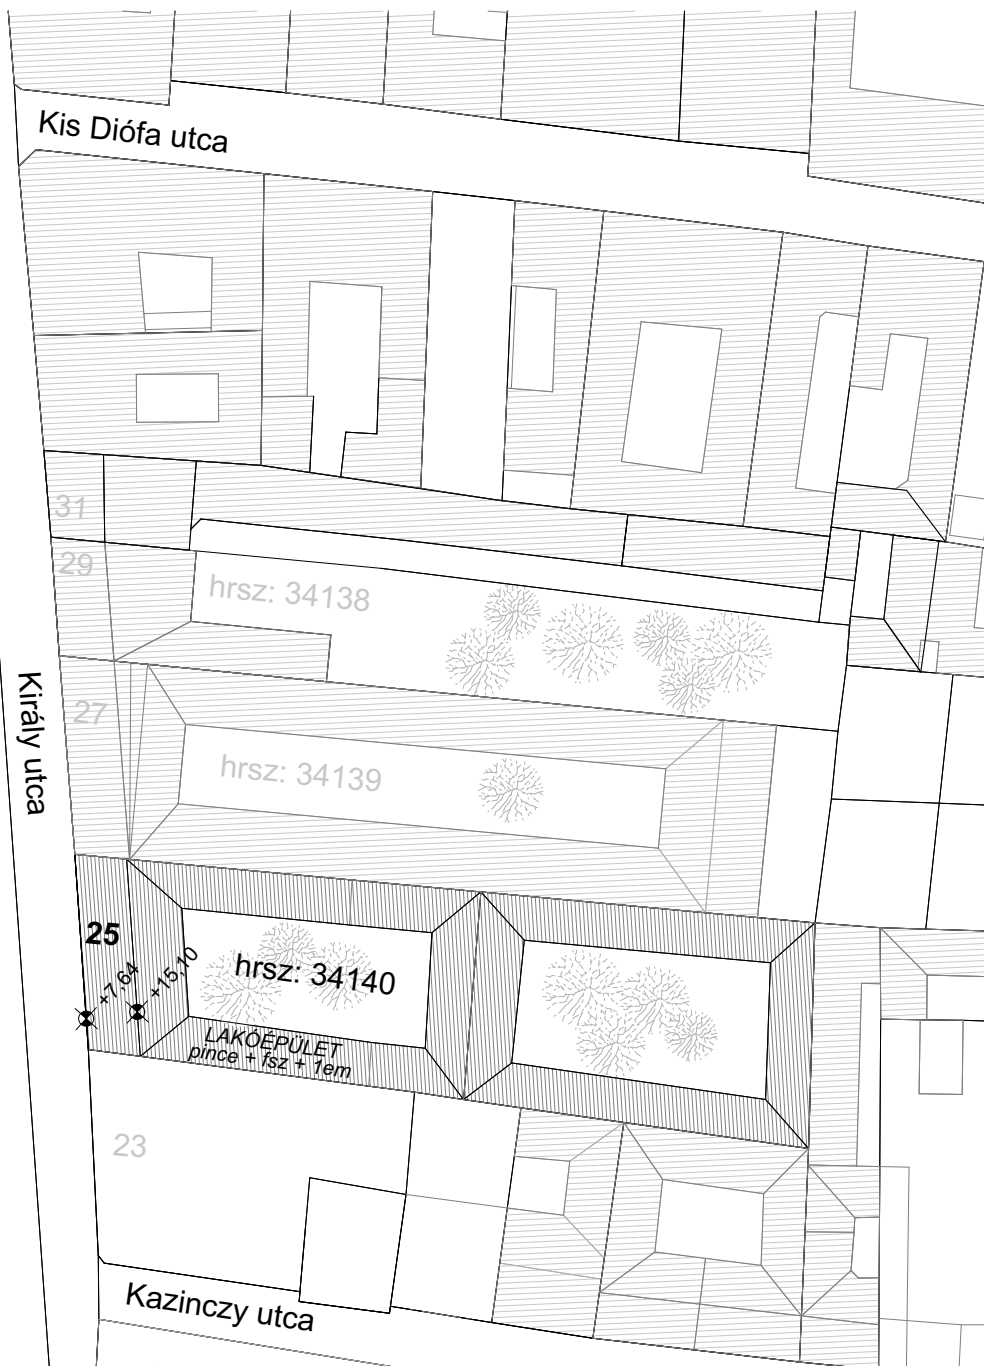 Kis Diófa utca
31
29
hrsz: 34138
27
Király utca
hrsz: 34139
25
+7,64
+15,10
hrsz: 34140
LAKÓÉPÜLET
pince + fsz + 1em
23
Kazinczy utca